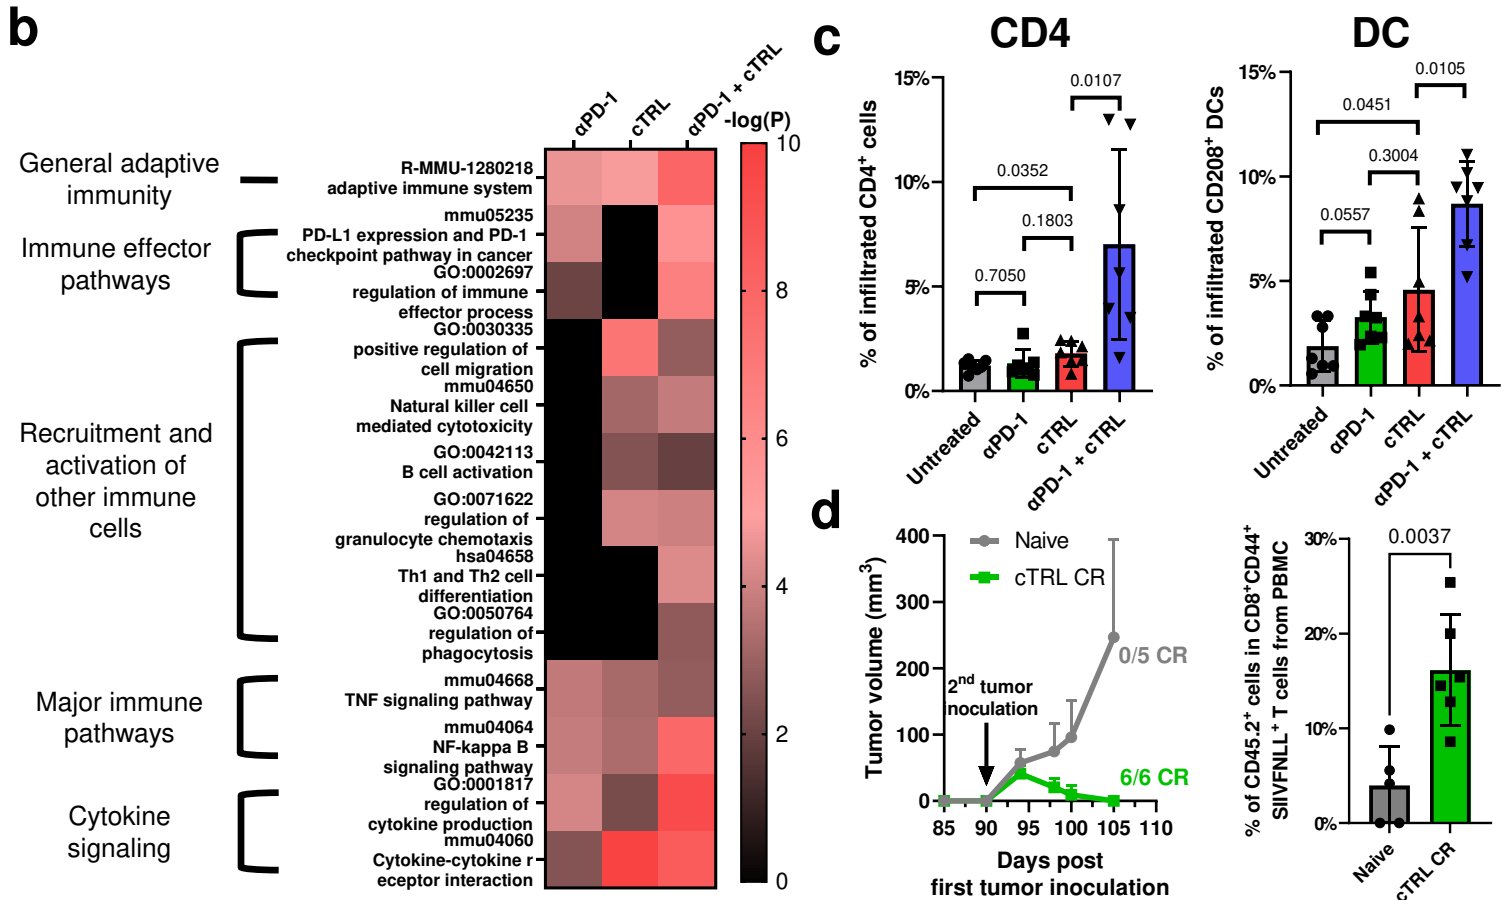 b
αPD-1
cTRL
αPD-1 + cTRL
-log(P)
10
8
6
4
2
0
General adaptive
immunity
Immune effector
pathways
Recruitment and
activation of
other immune
cells
Major immune
pathways
Cytokine
signaling
R-MMU-1280218
adaptive immune system
mmu05235
PD-L1 expression and PD-1
checkpoint pathway in cancer
GO:0002697
regulation of immune
effector process
GO:0030335
positive regulation of
cell migration
mmu04650
Natural killer cell
mediated cytotoxicity
GO:0042113
B cell activation
GO:0071622
regulation of
granulocyte chemotaxis
hsa04658
Th1 and Th2 cell
differentiation
GO:0050764
regulation of
phagocytosis
mmu04668
TNF signaling pathway
mmu04064
NF-kappa B
signaling pathway
GO:0001817
regulation of
cytokine production
mmu04060
Cytokine-cytokine r
eceptor interaction
c
CD4
% of infiltrated CD4⁺ cells
15%
10%
5%
0%
0.0107
0.0352
0.1803
0.7050
Untreated
αPD-1
cTRL
αPD-1 + cTRL
DC
% of infiltrated CD208⁺ DCs
15%
10%
5%
0%
0.0105
0.0451
0.3004
0.0557
Untreated
αPD-1
cTRL
αPD-1 + cTRL
d
Tumor volume (mm³)
400
300
200
100
0
Naive
cTRL CR
2nd tumor
inoculation
0/5 CR
6/6 CR
85 90 95 100 105 110
Days post
first tumor inoculation
% of CD45.2⁺ cells in CD8⁺CD44⁺
SIIVFNLL⁺ T cells from PBMC
30%
20%
10%
0%
0.0037
Naive
cTRL CR